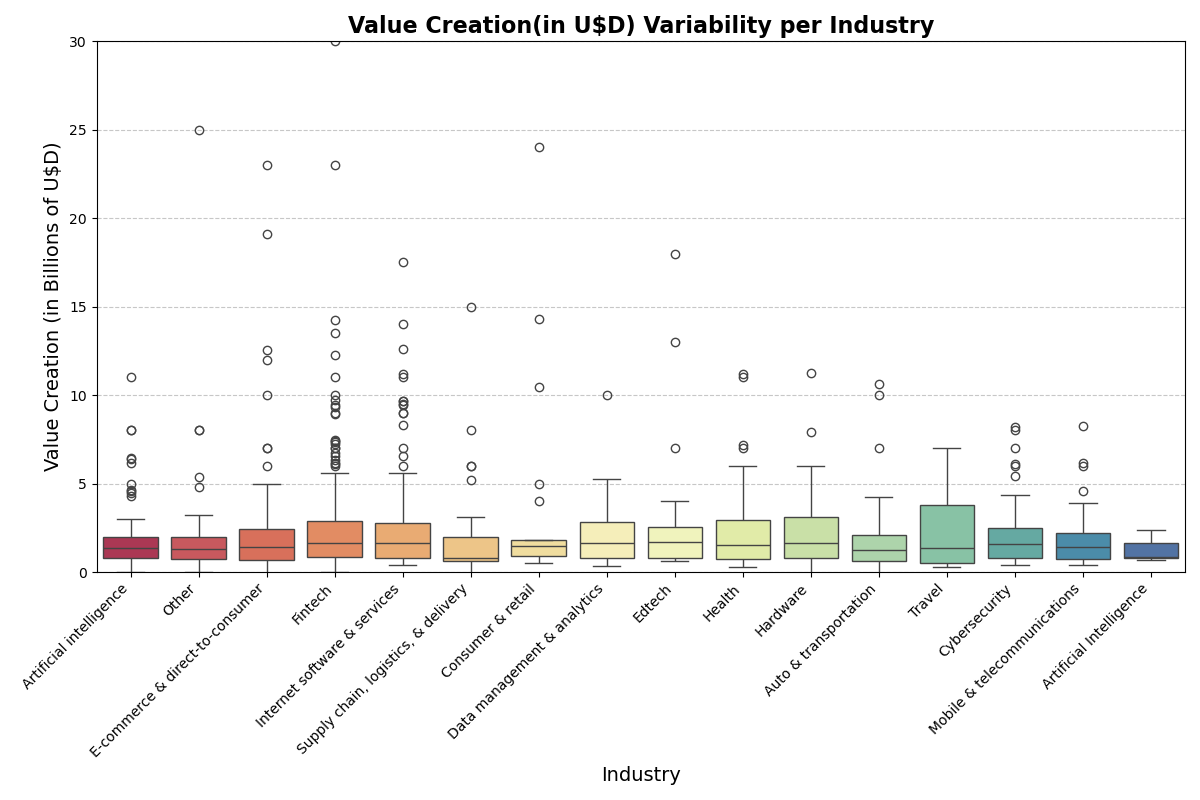 Value Creation(in U$D) Variability per Industry
Value Creation (in Billions of U$D)
30
25
20
15
10
5
0
Artificial intelligence
Other
E-commerce & direct-to-consumer
Fintech
Internet software & services
Supply chain, logistics, & delivery
Consumer & retail
Data management & analytics
Edtech
Health
Hardware
Auto & transportation
Travel
Cybersecurity
Mobile & telecommunications
Artificial Intelligence
Industry